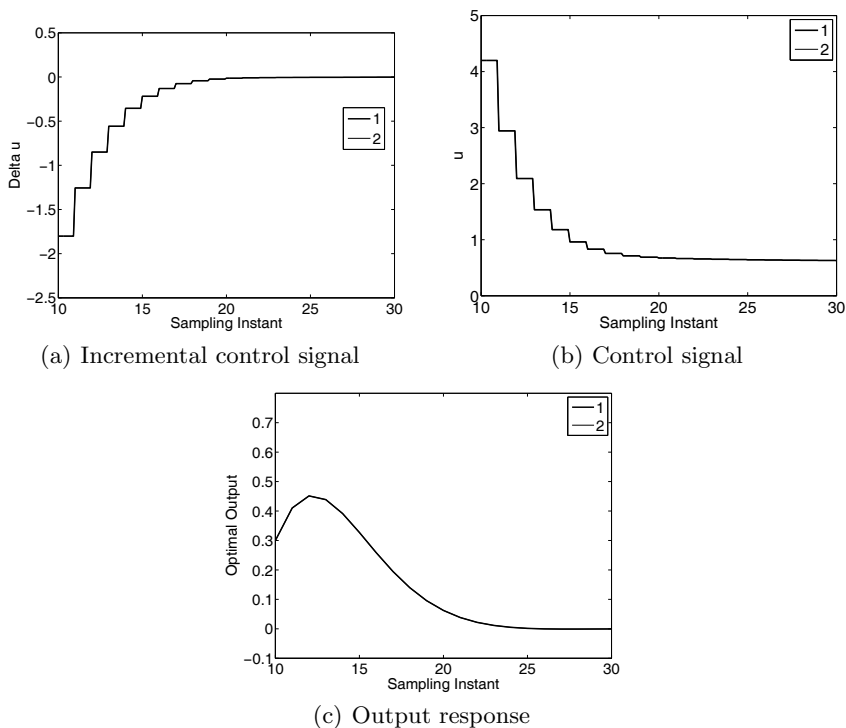 0.5
0
−0.5
−1
−1.5
−2
−2.5
Delta u
10 15 20 25 30
Sampling Instant
1
2
(a) Incremental control signal
5
4
3
2
1
0
u
10 15 20 25 30
Sampling Instant
1
2
(b) Control signal
0.7
0.6
0.5
0.4
0.3
0.2
0.1
0
−0.1
Optimal Output
10 15 20 25 30
Sampling Instant
1
2
(c) Output response